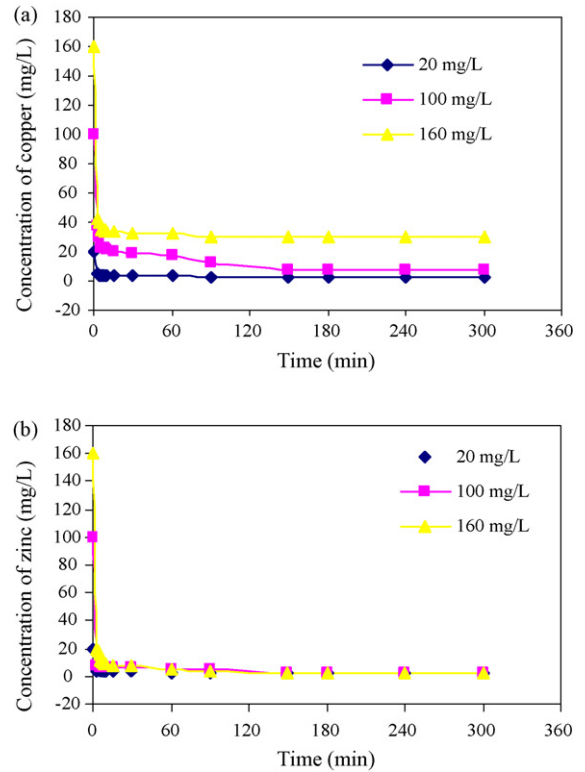 (a)
180
160
140
120
100
80
60
40
20
0
-20
Concentration of copper (mg/L)
20 mg/L
100 mg/L
160 mg/L
0 60 120 180 240 300 360
Time (min)
(b)
180
160
140
120
100
80
60
40
20
0
-20
Concentration of zinc (mg/L)
20 mg/L
100 mg/L
160 mg/L
0 60 120 180 240 300 360
Time (min)